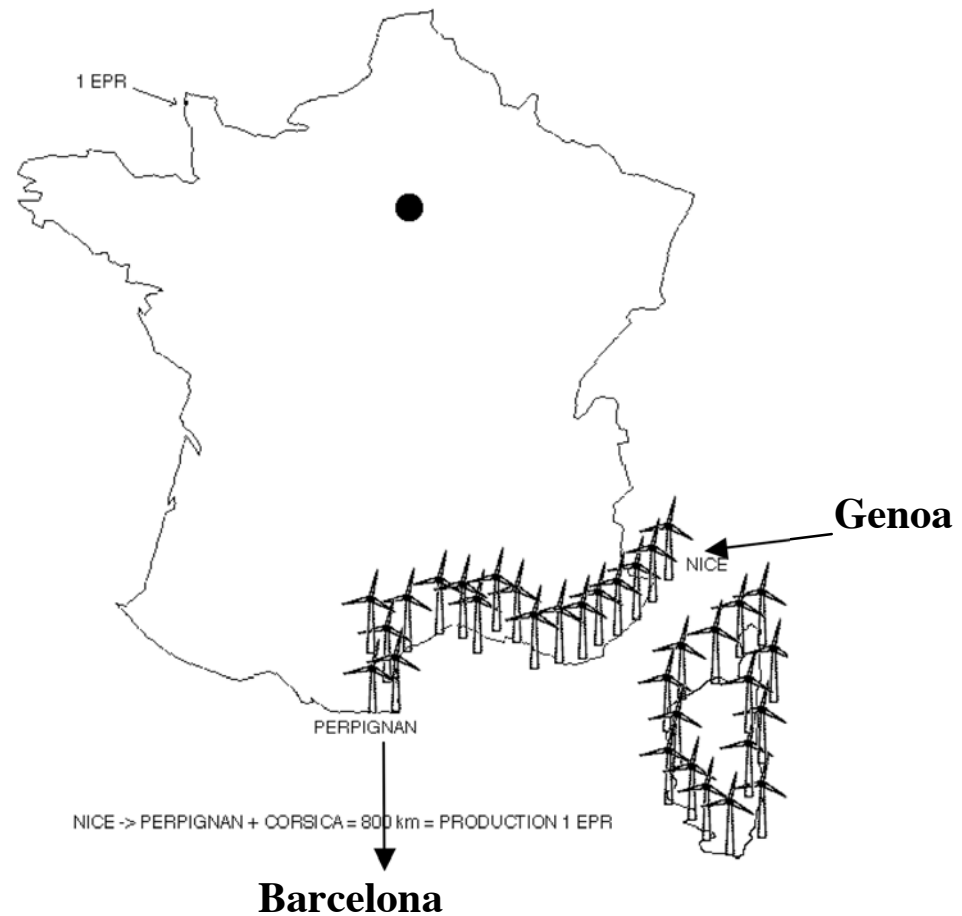 1 EPR
Genoa
NICE
PERPIGNAN
NICE -> PERPIGNAN + CORSICA = 800 km = PRODUCTION 1 EPR
Barcelona